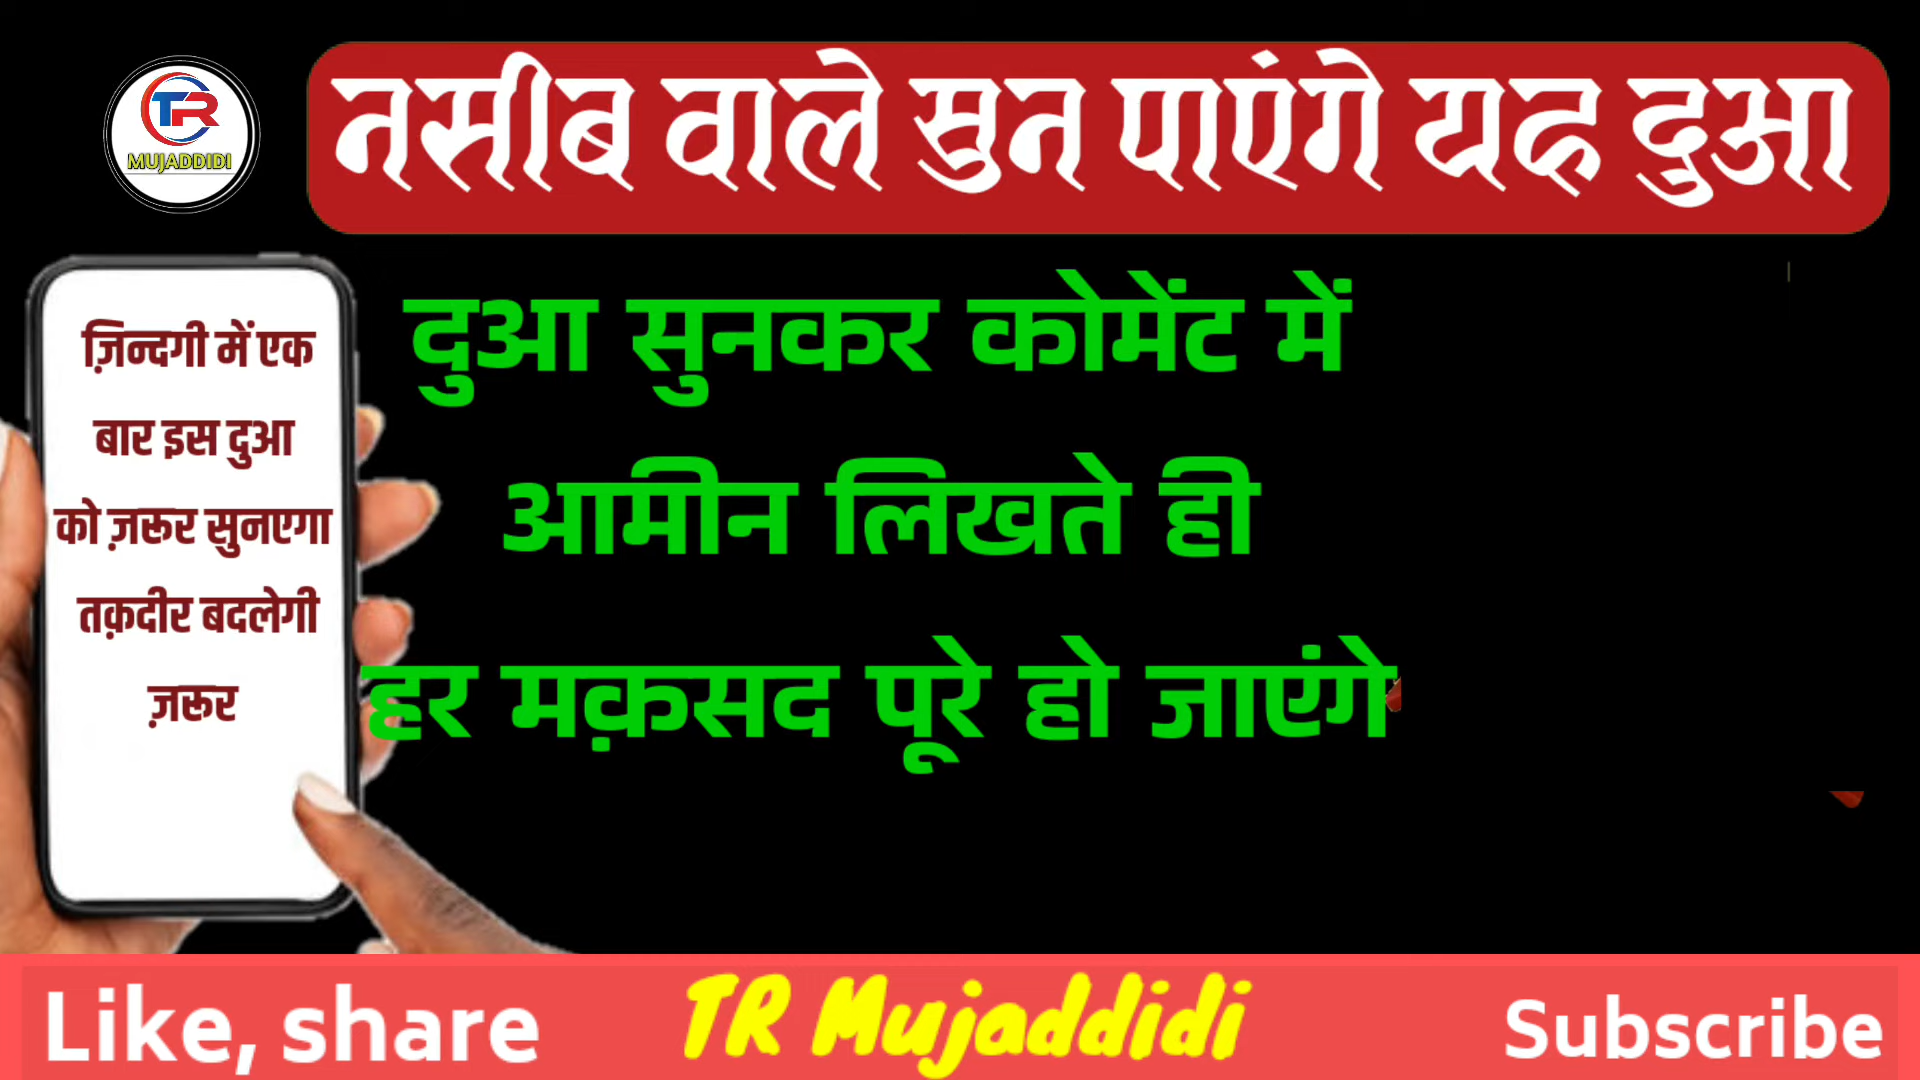 TR
MUJADDIDI
नसीब वाले सुन पाएंगे यह दुआ
ज़िन्दगी में एक
बार इस दुआ
को ज़रूर सुनएगा
तक़दीर बदलेगी
ज़रूर
दुआ सुनकर कोमेंट में
आमीन लिखते ही
हर मक़सद पूरे हो जाएंगे
Like, share
TR Mujaddidi
Subscribe